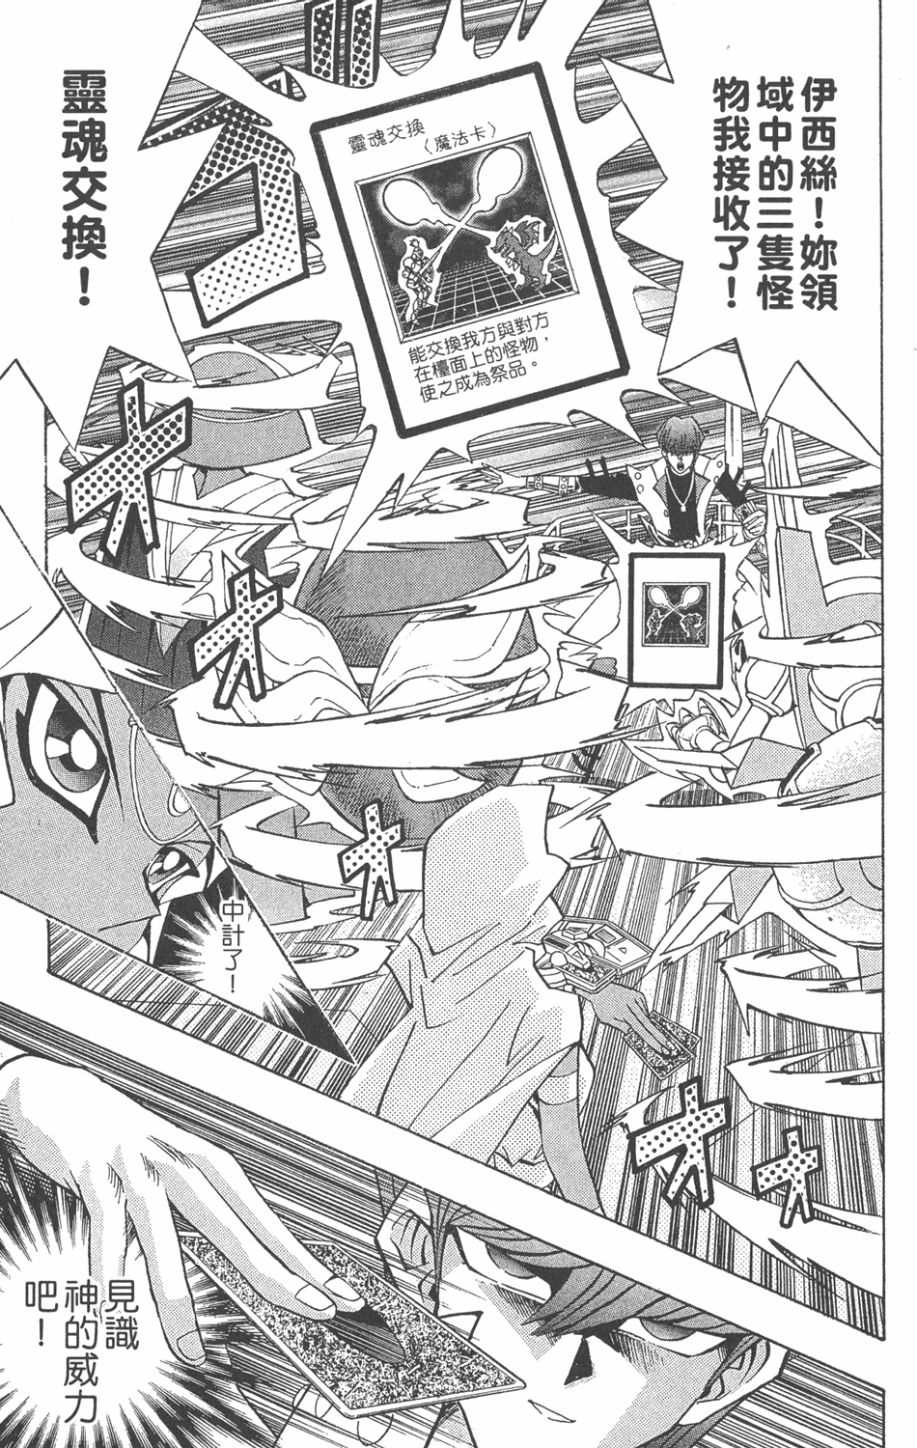 伊西絲！妳領
域中的三隻怪
物我接收了！
靈魂交換
〈魔法卡〉
能交換我方與對方
在檯面上的怪物，
使之成為祭品。
靈魂交換！
中計了！
見識
神的威力
吧！